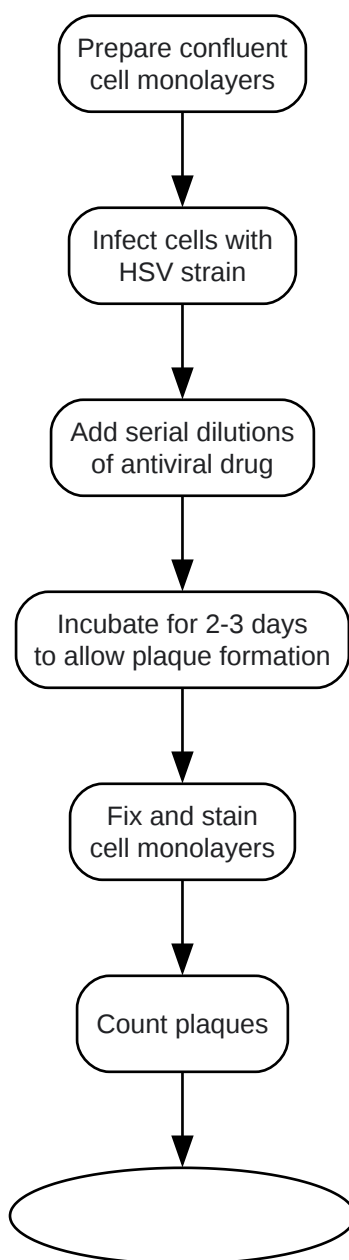 Prepare confluent
cell monolayers
Infect cells with
HSV strain
Add serial dilutions
of antiviral drug
Incubate for 2-3 days
to allow plaque formation
Fix and stain
cell monolayers
Count plaques